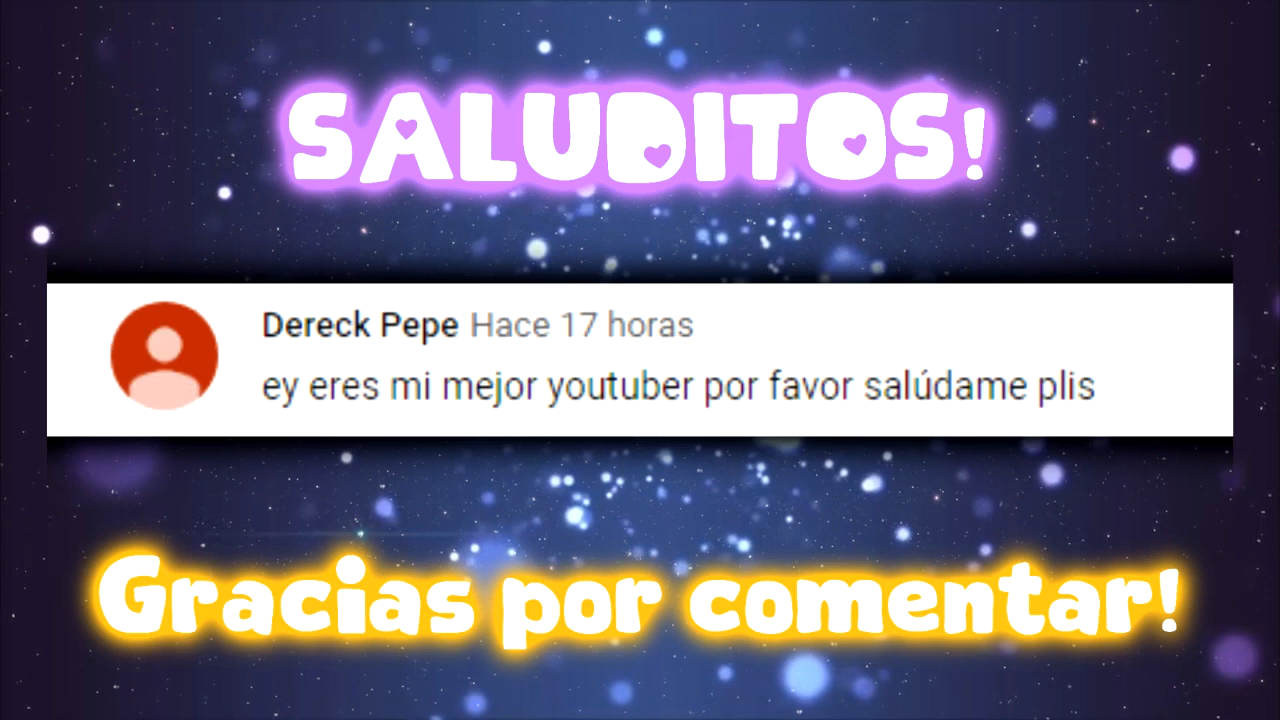 SALUDITOS!
Dereck Pepe Hace 17 horas
ey eres mi mejor youtuber por favor salúdame plis
Gracias por comentar!